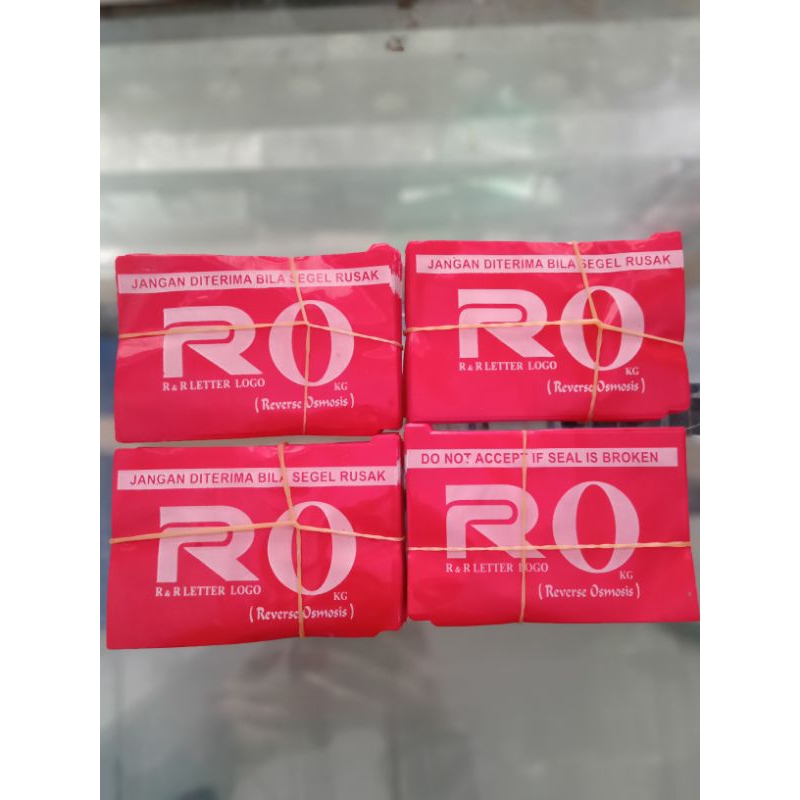 JANGAN DITERIMA BILA SEGEL RUSAK
RO
R & R LETTER LOGO
KG
( Reverse Osmosis )
JANGAN DITERIMA BILA SEGEL RUSAK
RO
R & R LETTER LOGO
KG
( Reverse Osmosis )
JANGAN DITERIMA BILA SEGEL RUSAK
RO
R & R LETTER LOGO
KG
( Reverse Osmosis )
DO NOT ACCEPT IF SEAL IS BROKEN
RO
R & R LETTER LOGO
KG
( Reverse Osmosis )